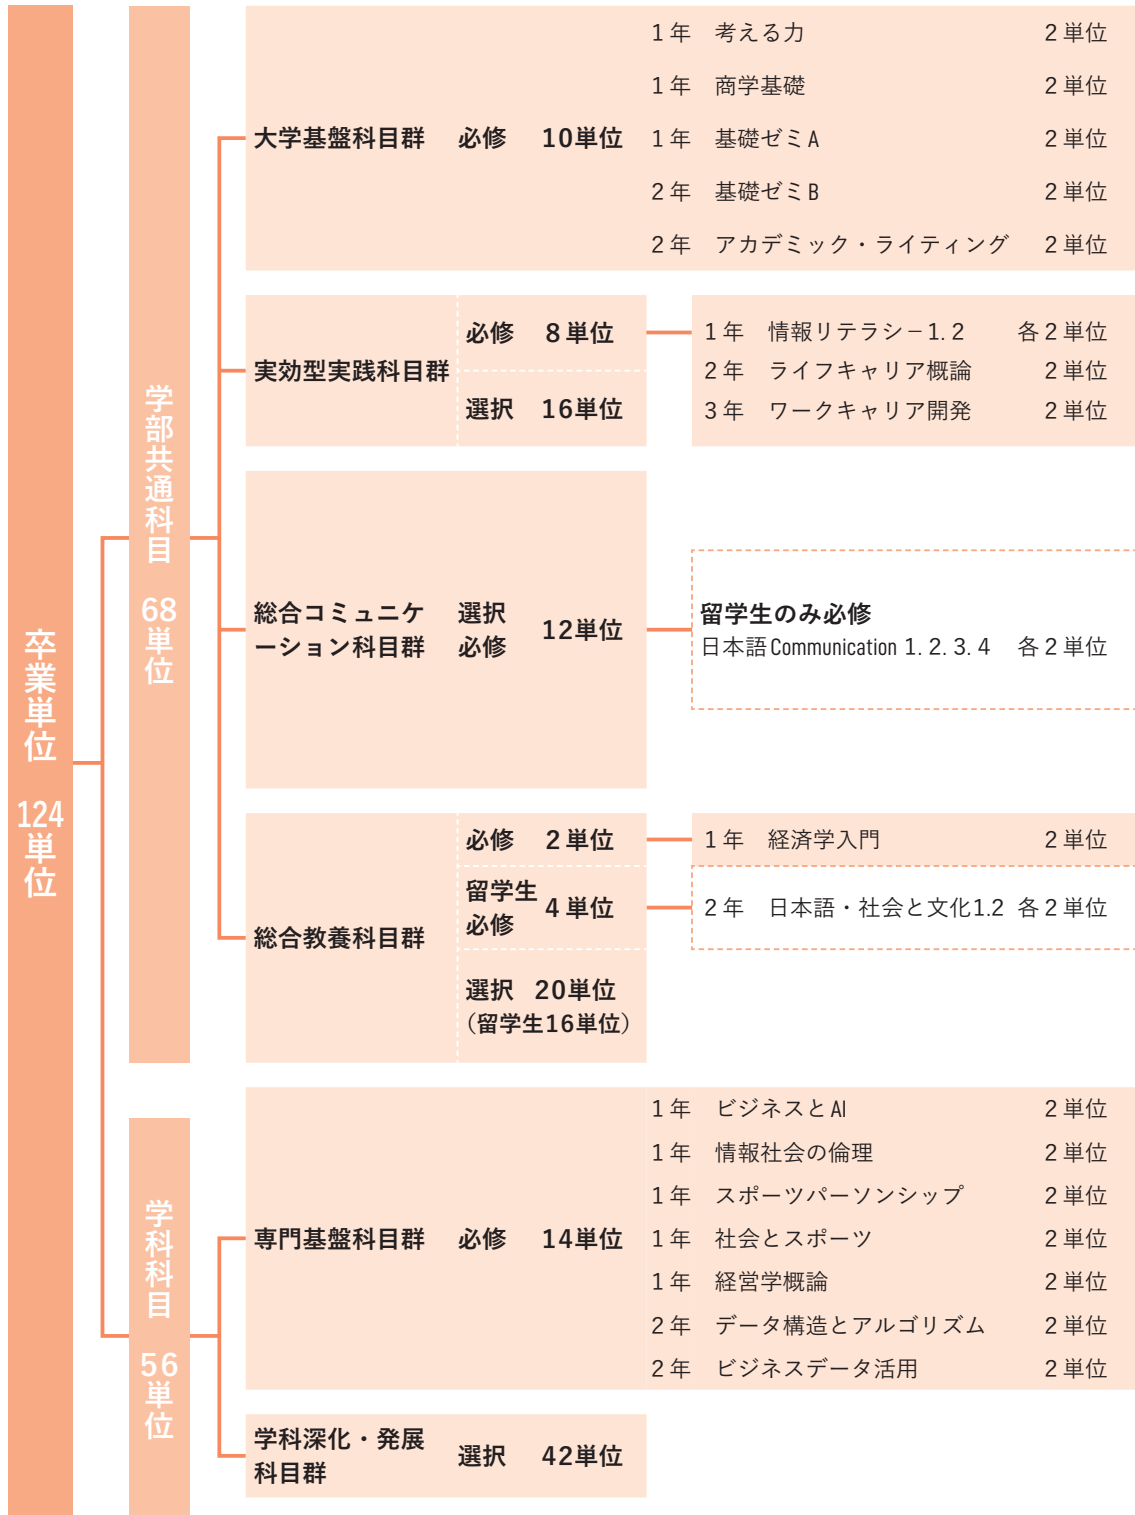 卒業単位 124単位
学部共通科目 68単位
大学基盤科目群 必修 10単位
1年 考える力 2単位
1年 商学基礎 2単位
1年 基礎ゼミA 2単位
2年 基礎ゼミB 2単位
2年 アカデミック・ライティング 2単位
実効型実践科目群
必修 8単位
選択 16単位
1年 情報リテラシー1. 2 各2単位
2年 ライフキャリア概論 2単位
3年 ワークキャリア開発 2単位
総合コミュニケ
ーション科目群
選択
必修
12単位
留学生のみ必修
日本語Communication 1. 2. 3. 4 各2単位
総合教養科目群
必修 2単位
1年 経済学入門 2単位
留学生
必修
4単位
2年 日本語・社会と文化1.2 各2単位
選択 20単位
（留学生16単位）
学科科目 56単位
専門基盤科目群 必修 14単位
1年 ビジネスとAI 2単位
1年 情報社会の倫理 2単位
1年 スポーツパーソンシップ 2単位
1年 社会とスポーツ 2単位
1年 経営学概論 2単位
2年 データ構造とアルゴリズム 2単位
2年 ビジネスデータ活用 2単位
学科深化・発展
科目群
選択 42単位